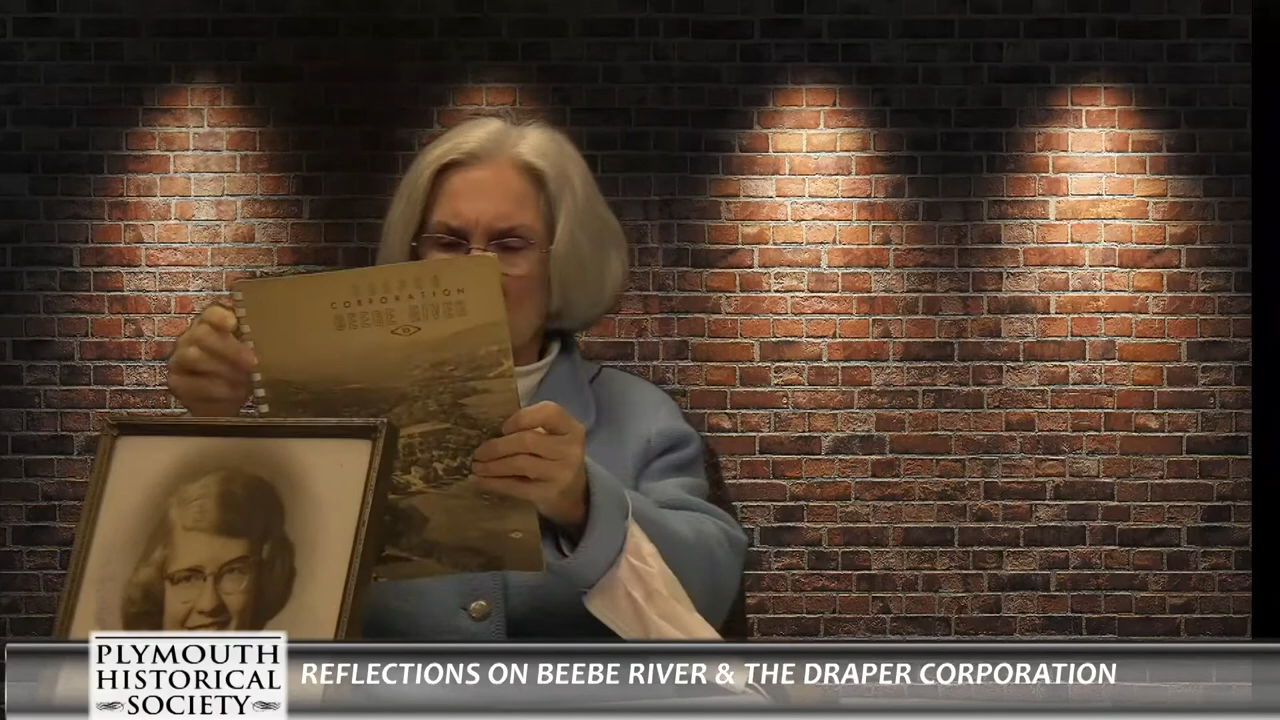 CORPORATION
BEEBE RIVER
PLYMOUTH
HISTORICAL
SOCIETY
REFLECTIONS ON BEEBE RIVER & THE DRAPER CORPORATION